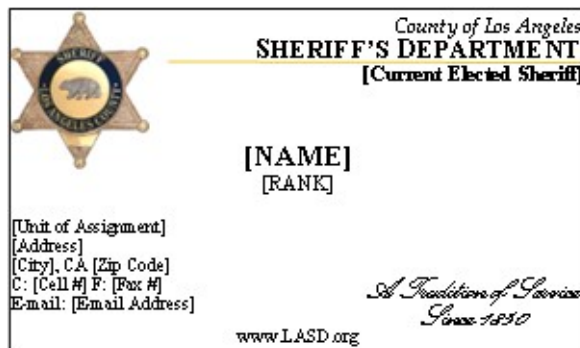 County of Los Angeles
SHERIFF'S DEPARTMENT
[Current Elected Sheriff]
SHERIFF
LOS ANGELES COUNTY
[NAME]
[RANK]
[Unit of Assignment]
[Address]
[City], CA [Zip Code]
C: [Cell #] F: [Fax #]
E-mail: [Email Address]
A Tradition of Service
Since 1850
www.LASD.org